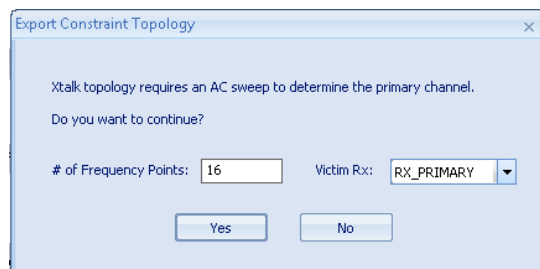 Export Constraint Topology
Xtalk topology requires an AC sweep to determine the primary channel.
Do you want to continue?
# of Frequency Points: 16 Victim Rx: RX_PRIMARY
Yes No